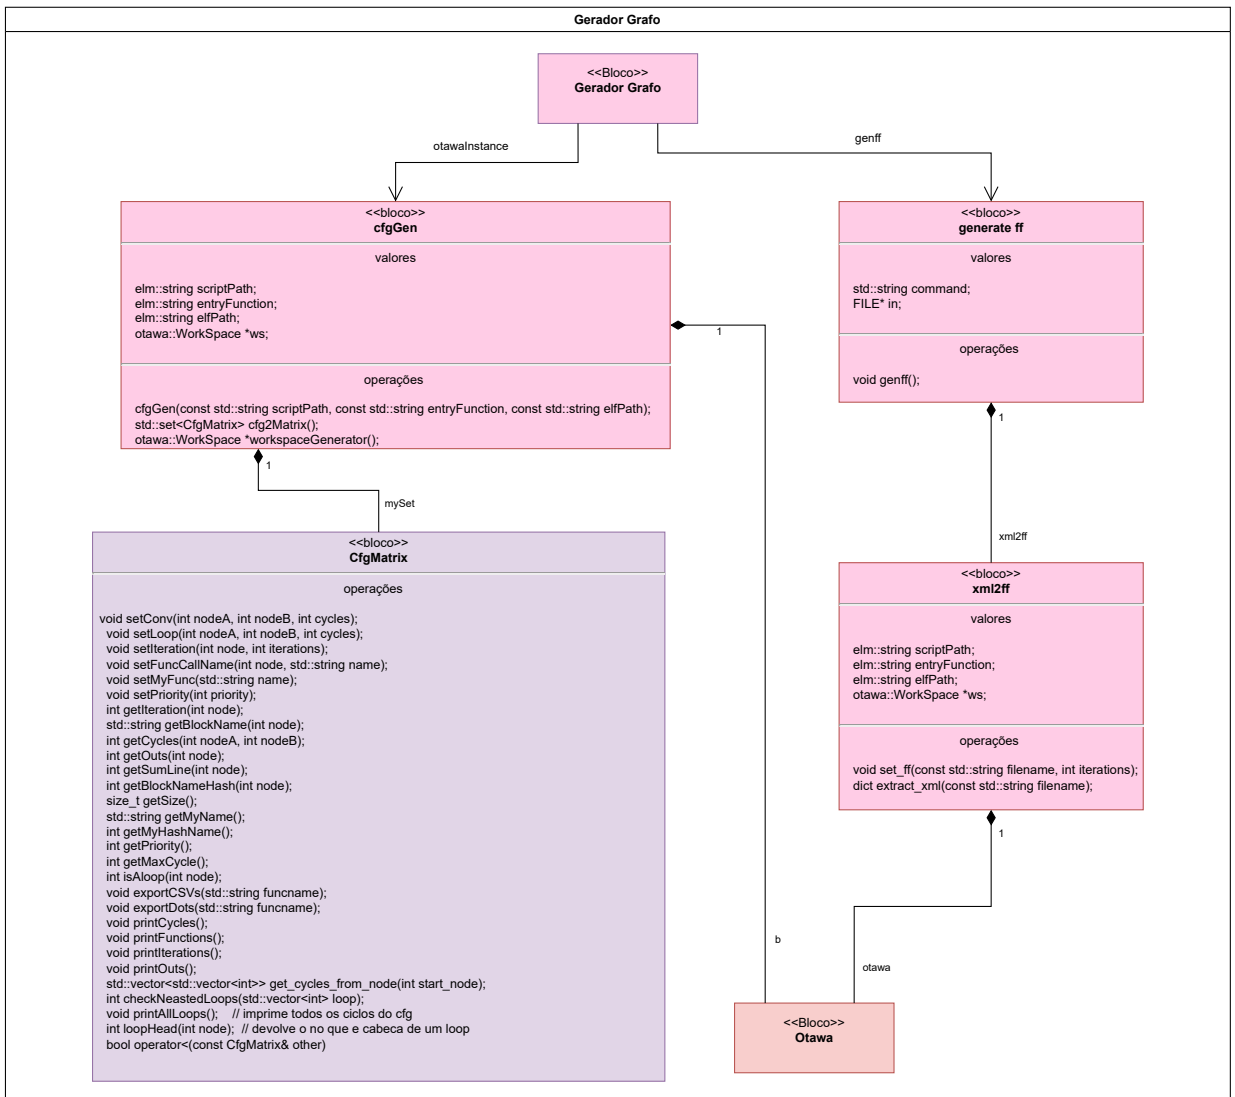 Gerador Grafo
<<Bloco>>
Gerador Grafo
otawaInstance
genff
<<bloco>>
cfgGen
valores
elm::string scriptPath;
elm::string entryFunction;
elm::string elfPath;
otawa::WorkSpace *ws;
operações
cfgGen(const std::string scriptPath, const std::string entryFunction, const std::string elfPath);
std::set<CfgMatrix> cfg2Matrix();
otawa::WorkSpace *workspaceGenerator();
1
1
mySet
<<bloco>>
generate ff
valores
std::string command;
FILE* in;
operações
void genff();
1
xml2ff
<<bloco>>
CfgMatrix
operações
void setConv(int nodeA, int nodeB, int cycles);
void setLoop(int nodeA, int nodeB, int cycles);
void setIteration(int node, int iterations);
void setFuncCallName(int node, std::string name);
void setMyFunc(std::string name);
void setPriority(int priority);
int getIteration(int node);
std::string getBlockName(int node);
int getCycles(int nodeA, int nodeB);
int getOuts(int node);
int getSumLine(int node);
int getBlockNameHash(int node);
size_t getSize();
std::string getMyName();
int getMyHashName();
int getPriority();
int getMaxCycle();
int isAloop(int node);
void exportCSVs(std::string funcname);
void exportDots(std::string funcname);
void printCycles();
void printFunctions();
void printIterations();
void printOuts();
std::vector<std::vector<int>> get_cycles_from_node(int start_node);
int checkNeastedLoops(std::vector<int> loop);
void printAllLoops(); // imprime todos os ciclos do cfg
int loopHead(int node); // devolve o no que e cabeca de um loop
bool operator<(const CfgMatrix& other)
<<bloco>>
xml2ff
valores
elm::string scriptPath;
elm::string entryFunction;
elm::string elfPath;
otawa::WorkSpace *ws;
operações
void set_ff(const std::string filename, int iterations);
dict extract_xml(const std::string filename);
1
b
otawa
<<Bloco>>
Otawa